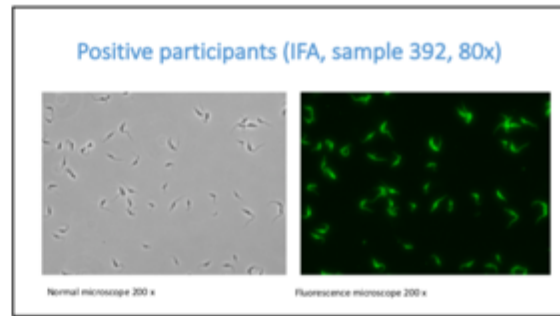 Positive participants (IFA, sample 392, 80x)
Normal microscope 200 x
Fluorescence microscope 200 x